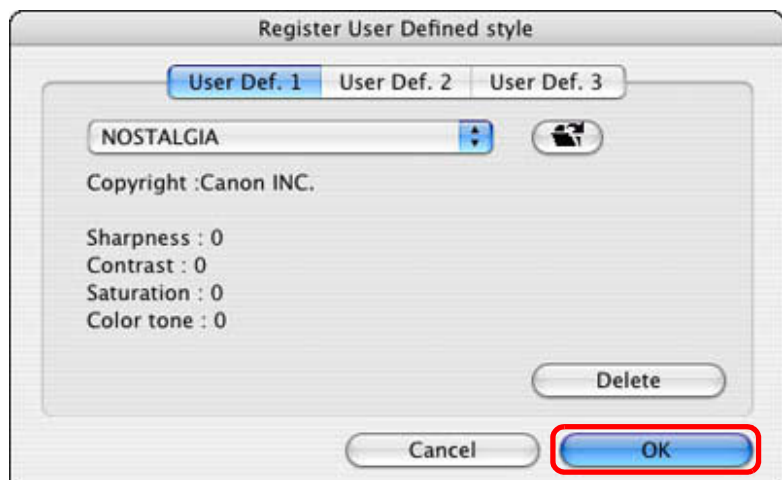 Register User Defined style
User Def. 1 User Def. 2 User Def. 3
NOSTALGIA
Copyright :Canon INC.
Sharpness : 0
Contrast : 0
Saturation : 0
Color tone : 0
Delete
Cancel OK